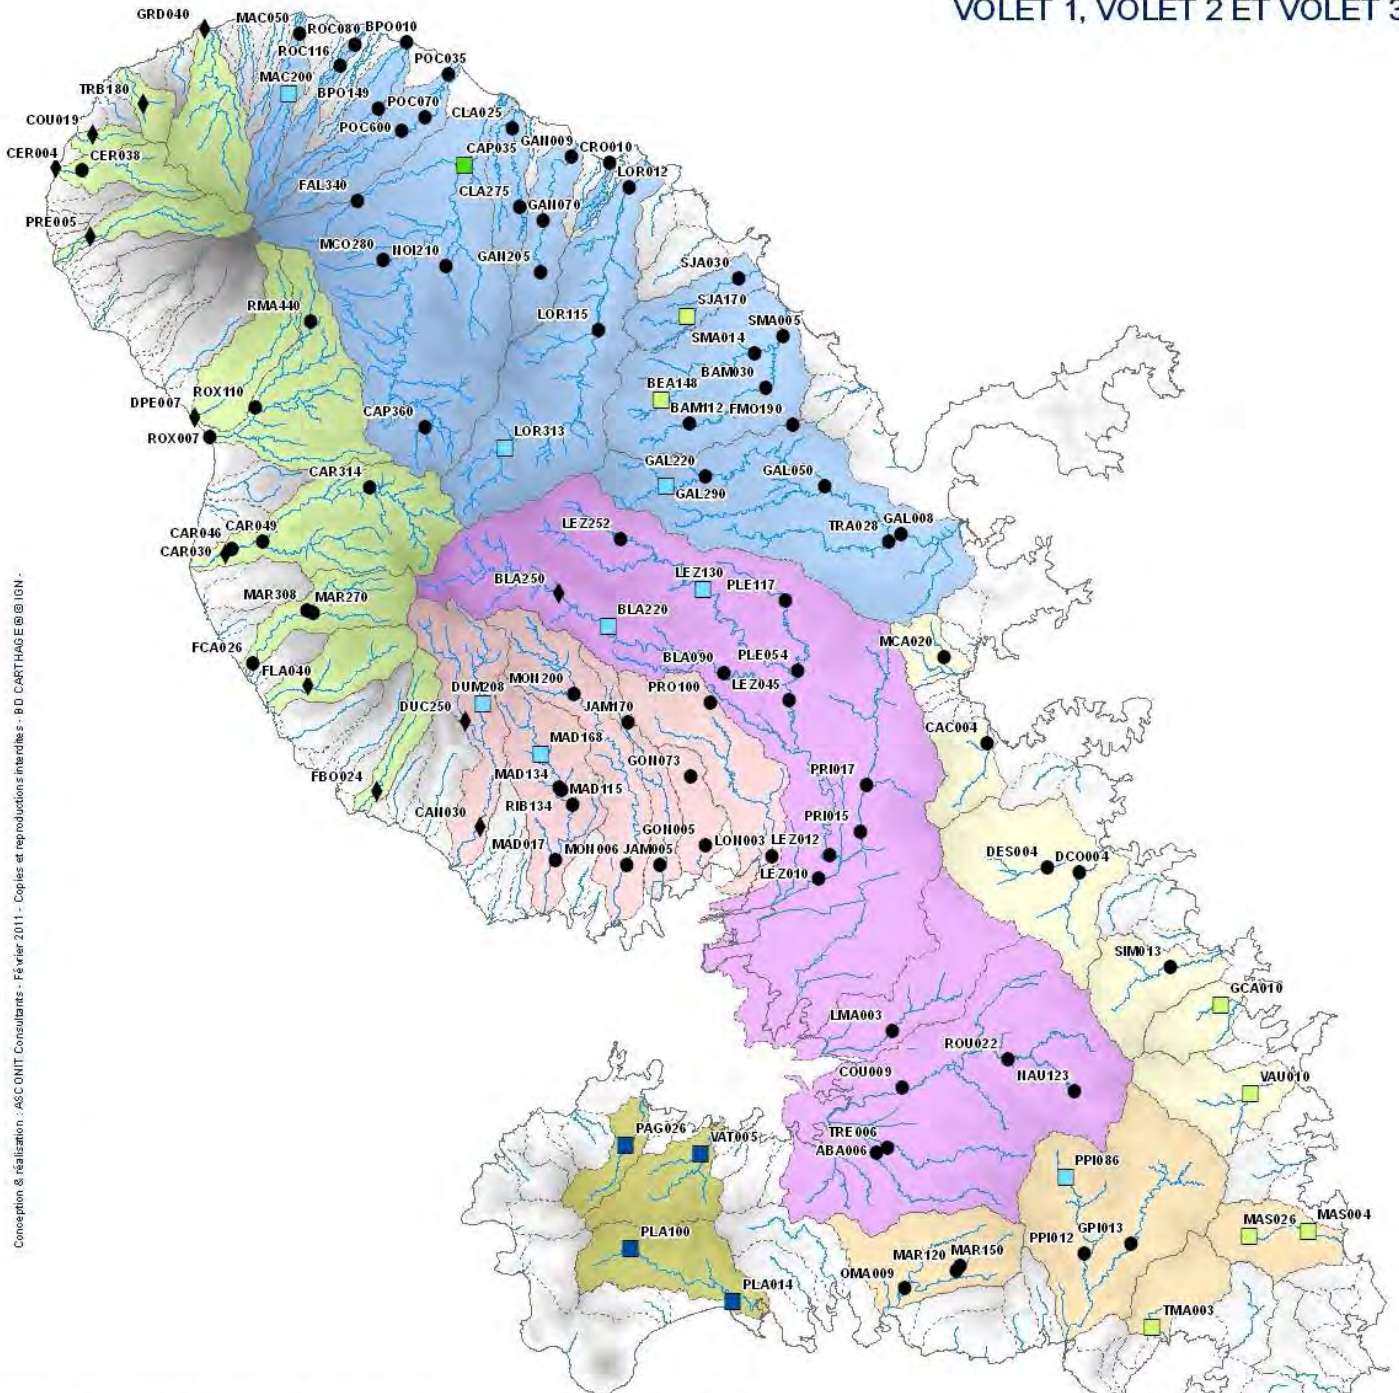 VOLET 1, VOLET 2 ET VOLET 3
GRD040
MAC050
ROC080
BPO010
ROC116
POC035
MAC200
TRB180
BPO149
POC070
CLA025
COU019
POC600
GAN009
CRO010
CER004
CER038
CAP035
LOR012
FAL340
CLA275
GAN070
PRE005
MCO280
NOI210
GAN205
SJA030
RMA440
SJA170
LOR115
SMA005
SMA014
BAM030
BEA148
ROX110
DPE007
CAP360
BAM112
FMO190
ROX007
LOR313
CAR314
GAL220
GAL050
GAL290
LEZ252
TRA028
GAL008
CAR046
CAR049
CAR030
BLA250
LEZ130
PLE117
MAR308
MAR270
BLA220
FCA026
MCA020
FLA040
BLA090
PLE054
MON200
LEZ045
DUM208
PRO100
DUC250
JAM170
CAC004
MAD168
GON073
FBO024
MAD134
MAD115
PRI017
RIB134
CAN030
PRI015
GON005
MAD017
MON006
JAM005
LON003
LEZ012
DES004
DCO004
LEZ010
SIM013
GCA010
LMA003
ROU022
COU009
NAU123
VAU010
PAG026
VAT005
TRE006
ABA006
PPI086
PLA100
MAS026
MAS004
PPI012
GPI013
MAR120
MAR150
OMA009
PLA014
TMA003
Conception & réalisation : ASCONIT Consultants - Février 2011 - Copies et reproductions interdites - BD CARTHAGE®©IGN -